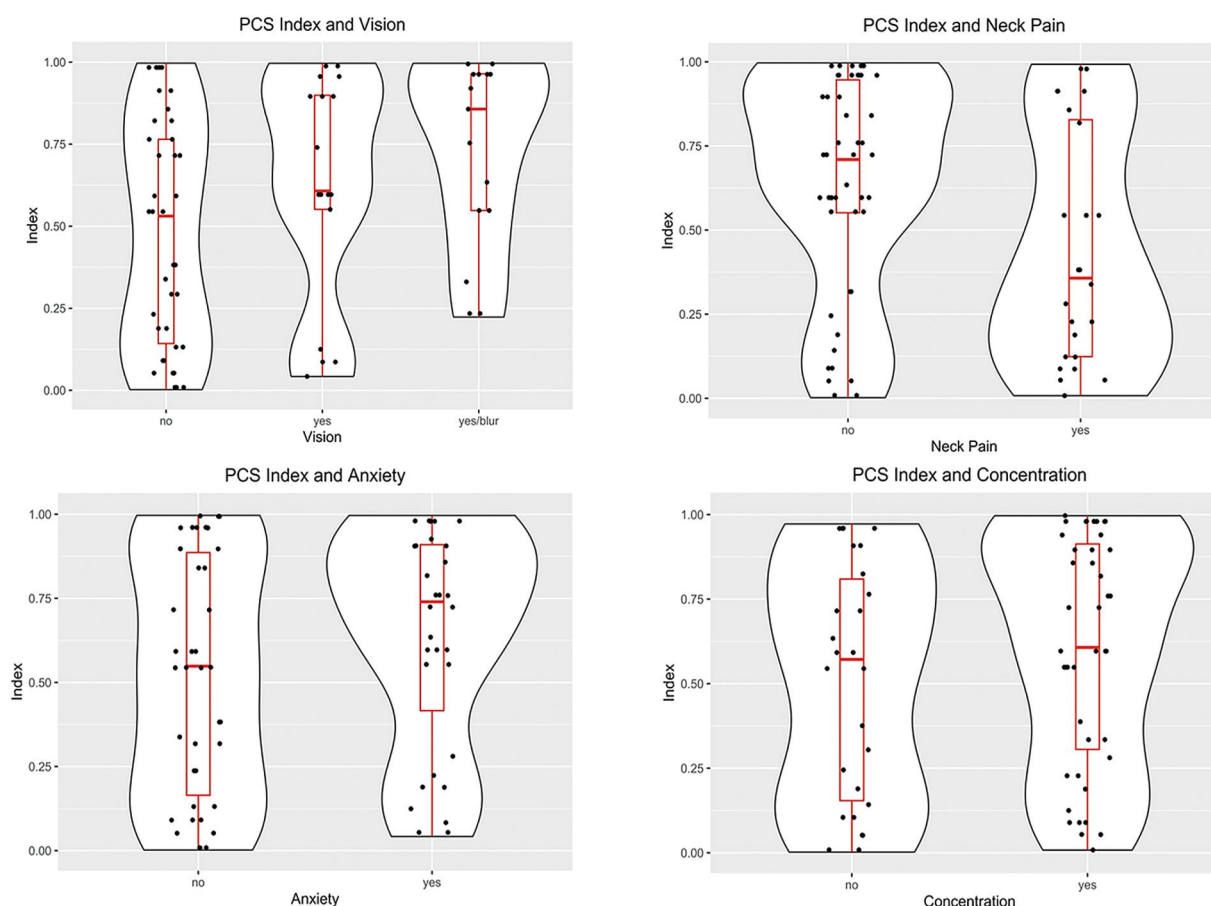 PCS Index and Vision
1.00
0.75
0.50
0.25
0.00
Index
no yes yes/blur
Vision
PCS Index and Neck Pain
1.00
0.75
0.50
0.25
0.00
Index
no yes
Neck Pain
PCS Index and Anxiety
1.00
0.75
0.50
0.25
0.00
Index
no yes
Anxiety
PCS Index and Concentration
1.00
0.75
0.50
0.25
0.00
Index
no yes
Concentration